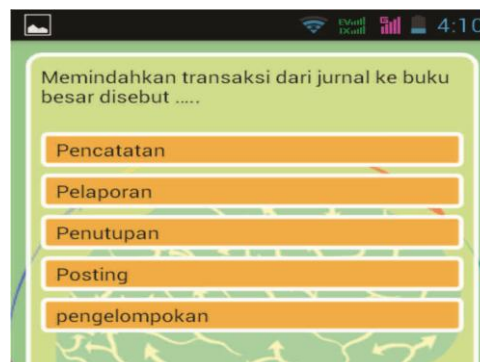 4:10
Memindahkan transaksi dari jurnal ke buku
besar disebut .....
Pencatatan
Pelaporan
Penutupan
Posting
pengelompokan